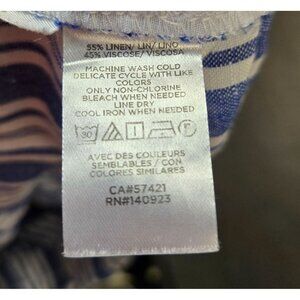 55% LINEN/ LIN/ LINO
45% VISCOSE/ VISCOSA
MACHINE WASH COLD
DELICATE CYCLE WITH LIKE
COLORS
ONLY NON-CHLORINE
BLEACH WHEN NEEDED
LINE DRY
COOL IRON WHEN NEEDED
30
AVEC DES COULEURS
SEMBLABLES / CON
COLORES SIMILARES
CA#57421
RN#140923